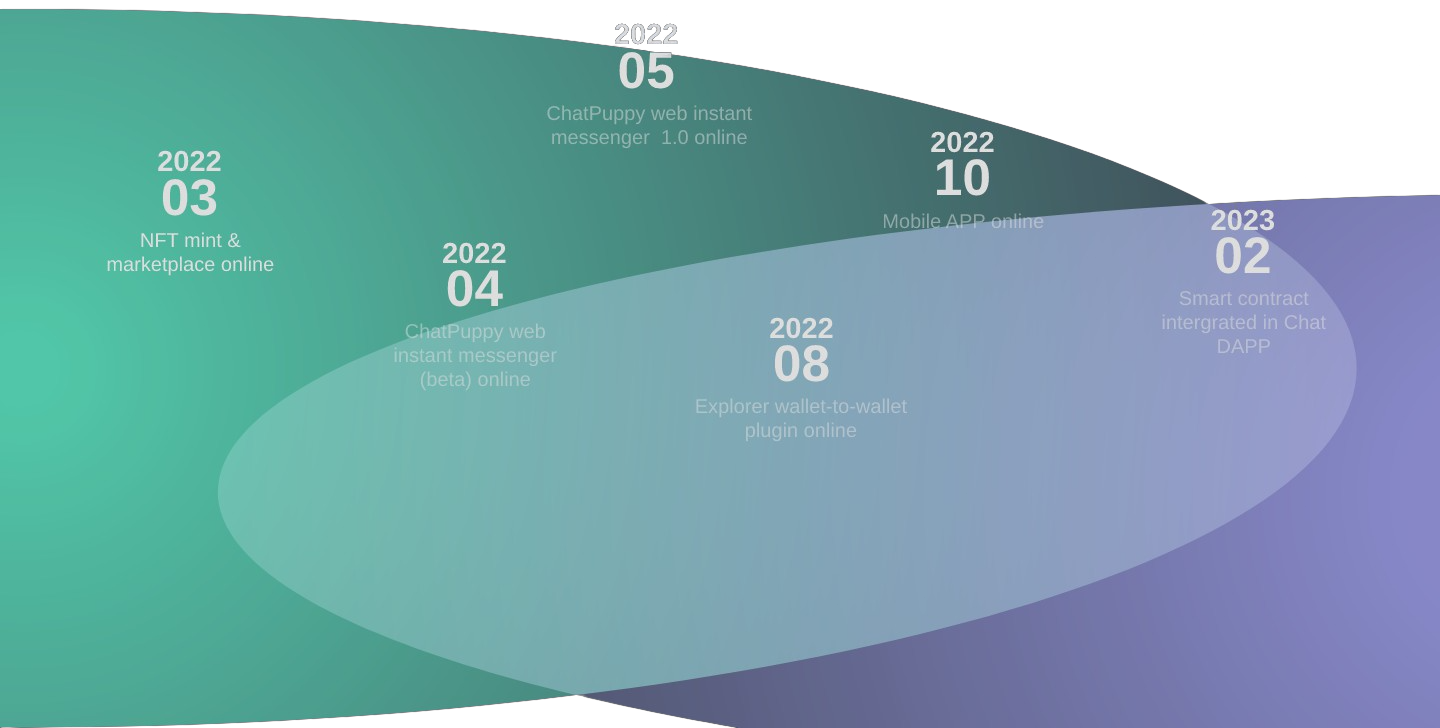 2022
03
NFT mint &
marketplace online
2022
04
ChatPuppy web
instant messenger
(beta) online
2022
05
ChatPuppy web instant
messenger  1.0 online
2022
08
Explorer wallet-to-wallet
plugin online
2022
10
Mobile APP online
2023
02
Smart contract
intergrated in Chat
DAPP